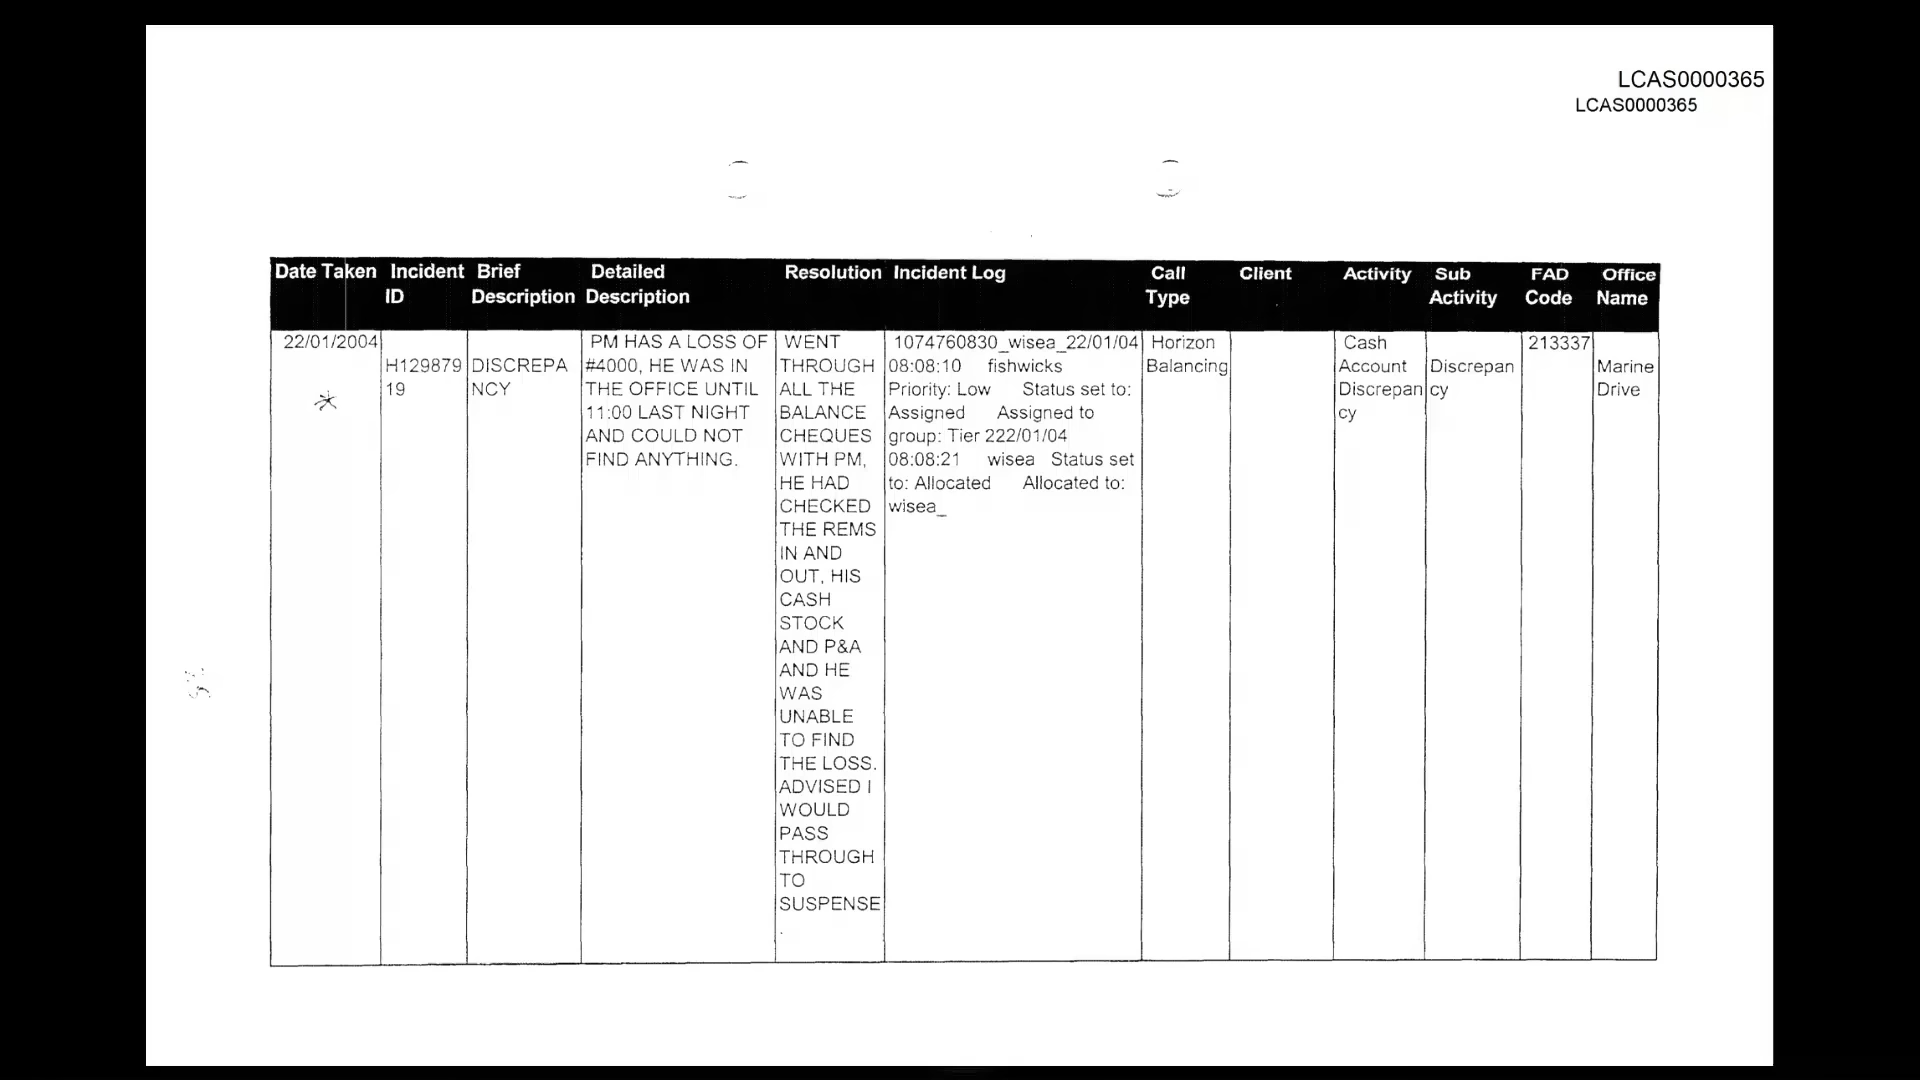 LCAS0000365
LCAS0000365
Date Taken Incident ID Brief Description Detailed Description Resolution Incident Log Call Type Client Activity Sub Activity FAD Code Office Name
22/01/2004
H129879
19
DISCREPA
NCY
PM HAS A LOSS OF
#4000, HE WAS IN
THE OFFICE UNTIL
11:00 LAST NIGHT
AND COULD NOT
FIND ANYTHING.
WENT
THROUGH
ALL THE
BALANCE
CHEQUES
WITH PM,
HE HAD
CHECKED
THE REMS
IN AND
OUT, HIS
CASH
STOCK
AND P&A
AND HE
WAS
UNABLE
TO FIND
THE LOSS.
ADVISED I
WOULD
PASS
THROUGH
TO
SUSPENSE
.
1074760830_wisea_22/01/04
08:08:10 fishwicks
Priority: Low Status set to:
Assigned Assigned to
group: Tier 222/01/04
08:08:21 wisea Status set
to: Allocated Allocated to:
wisea_
Horizon
Balancing
Cash
Account
Discrepan
cy
Discrepan
cy
213337
Marine
Drive